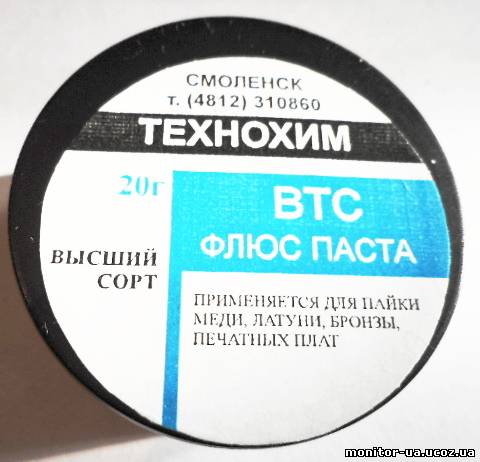 СМОЛЕНСК
т. (4812) 310860
ТЕХНОХИМ
20г
ВТС
ФЛЮС ПАСТА
ВЫСШИЙ
СОРТ
ПРИМЕНЯЕТСЯ ДЛЯ ПАЙКИ
МЕДИ, ЛАТУНИ, БРОНЗЫ,
ПЕЧАТНЫХ ПЛАТ
monitor-ua.ucoz.ua